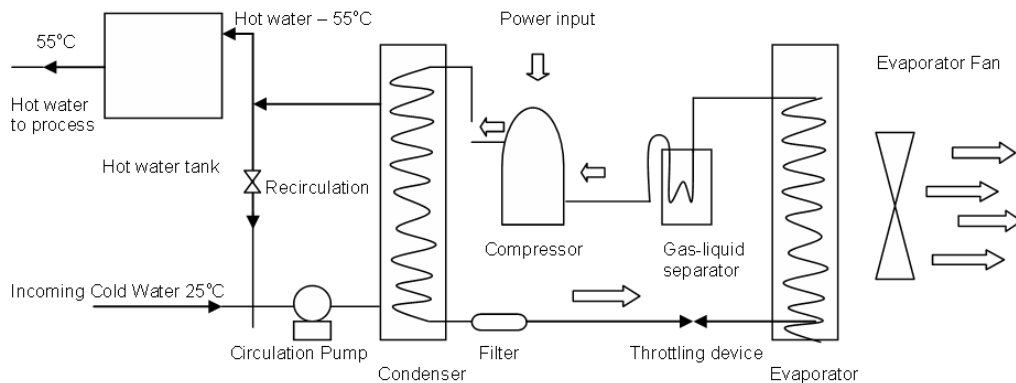 Hot water – 55°C
Power input
55°C
Evaporator Fan
Hot water
to process
Hot water tank
Recirculation
Compressor
Gas-liquid
separator
Incoming Cold Water 25°C
Circulation Pump
Filter
Throttling device
Condenser
Evaporator